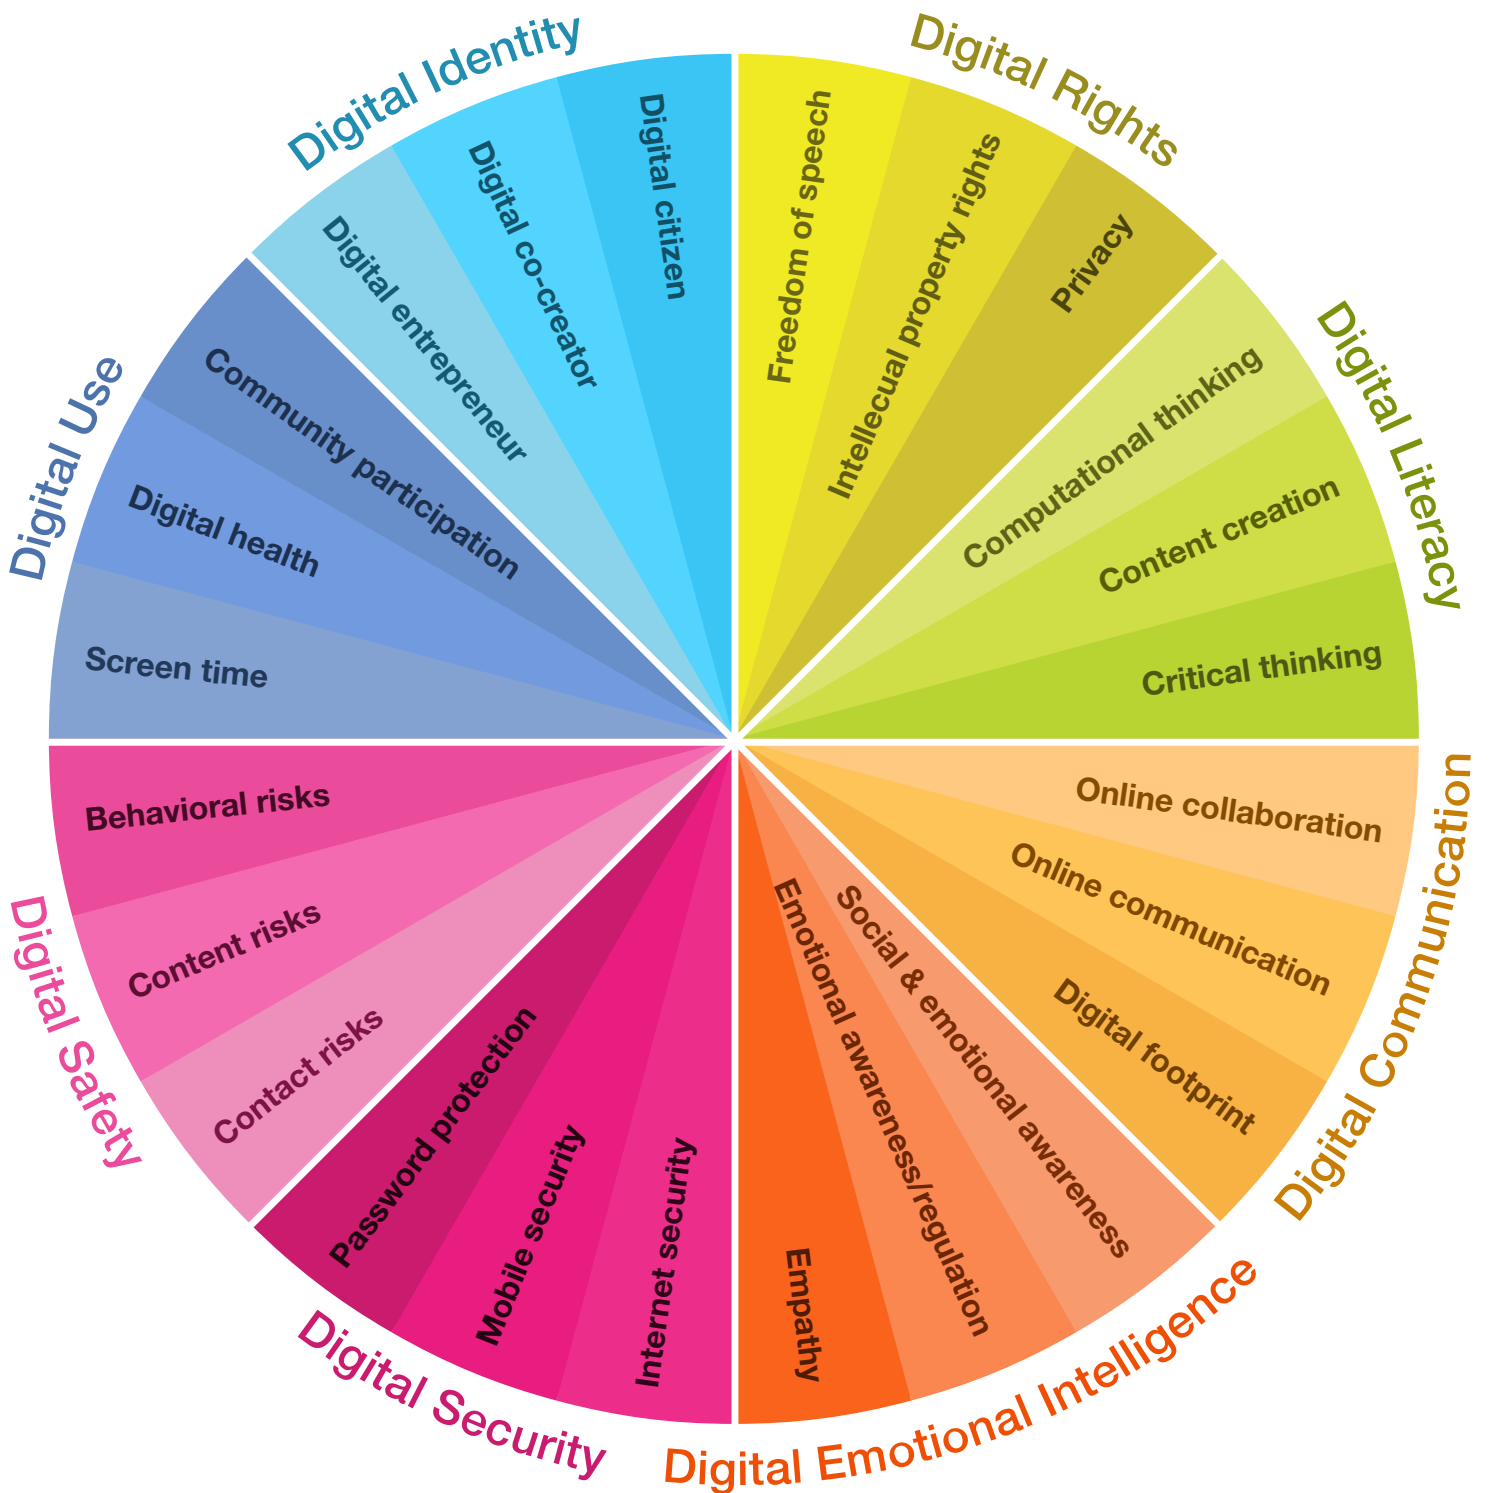 Digital Rights
Freedom of speech
Intellecual property rights
Privacy
Digital Literacy
Computational thinking
Content creation
Critical thinking
Digital Communication
Online collaboration
Online communication
Digital footprint
Digital Emotional Intelligence
Social & emotional awareness
Emotional awareness/regulation
Empathy
Digital Security
Internet security
Mobile security
Password protection
Digital Safety
Contact risks
Content risks
Behavioral risks
Digital Use
Screen time
Digital health
Community participation
Digital Identity
Digital entrepreneur
Digital co-creator
Digital citizen